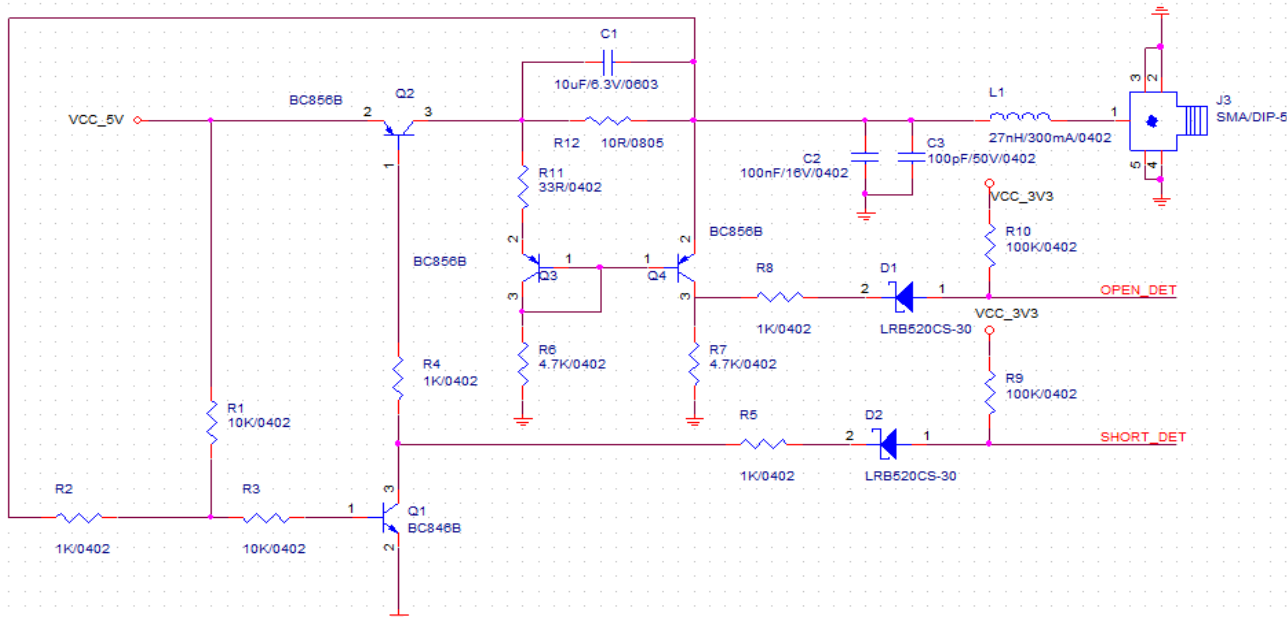 C1
10uF/6.3V/0603
BC856B
Q2
VCC_5V
2
3
1
R12
10R/0805
R11
33R/0402
L1
27nH/300mA/0402
1
3
2
5
4
J3
SMA/DIP-5
C2
100nF/16V/0402
C3
100pF/50V/0402
VCC_3V3
R10
100K/0402
BC856B
2
1
Q3
3
BC856B
2
1
Q4
3
R8
1K/0402
D1
2
1
LRB520CS-30
OPEN_DET
VCC_3V3
R6
4.7K/0402
R7
4.7K/0402
R4
1K/0402
R9
100K/0402
R1
10K/0402
R5
1K/0402
D2
2
1
LRB520CS-30
SHORT_DET
R2
1K/0402
R3
10K/0402
1
3
Q1
BC846B
2